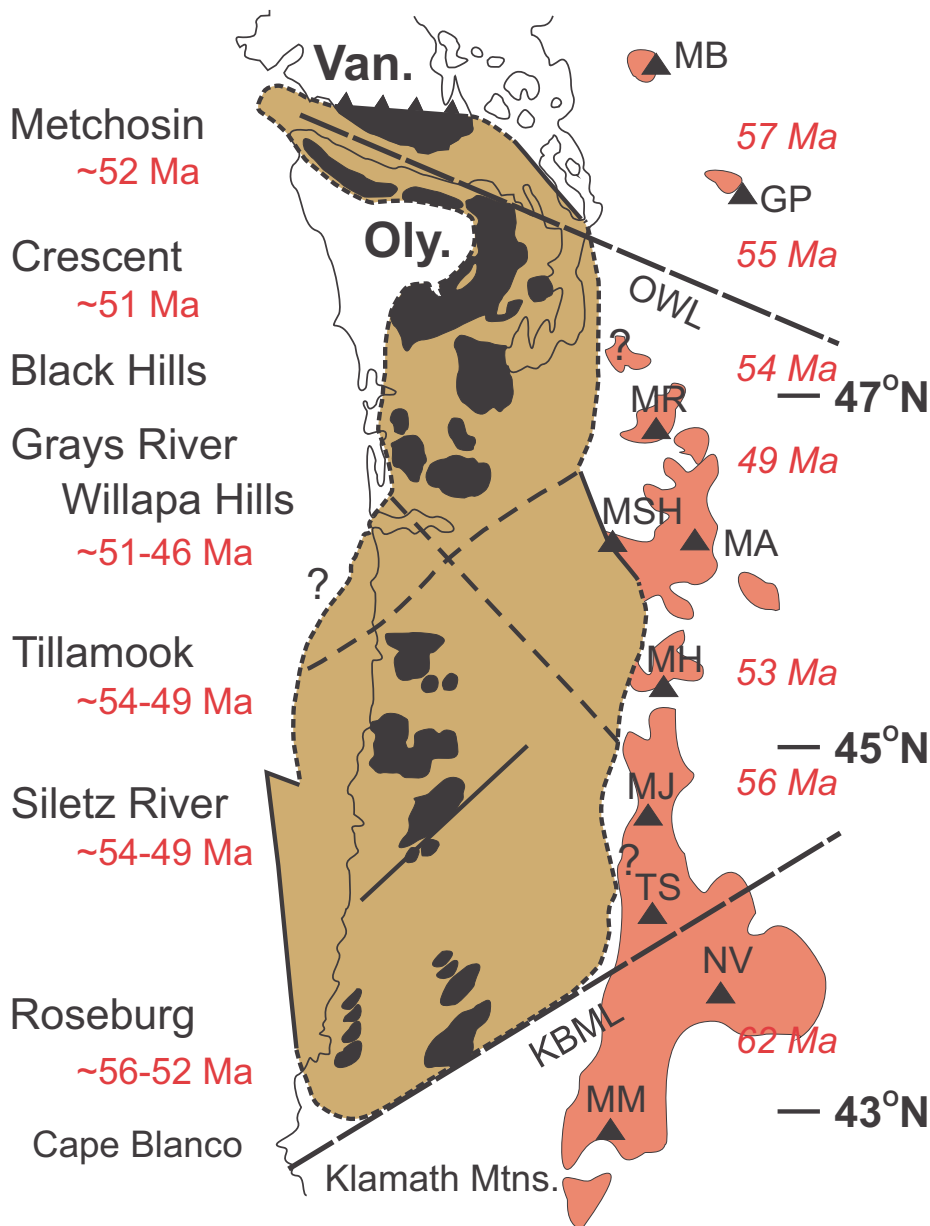 Van.
MB
Metchosin
~52 Ma
57 Ma
GP
Oly.
Crescent
~51 Ma
55 Ma
OWL
?
Black Hills
54 Ma
47°N
MR
Grays River
Willapa Hills
~51-46 Ma
49 Ma
MSH
MA
?
Tillamook
~54-49 Ma
MH
53 Ma
45°N
Siletz River
~54-49 Ma
MJ
56 Ma
?
TS
NV
Roseburg
~56-52 Ma
KBML
62 Ma
MM
43°N
Cape Blanco
Klamath Mtns.